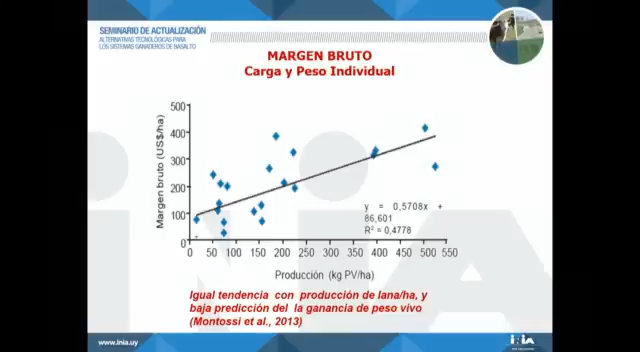 SEMINARIO DE ACTUALIZACIÓN
ALTERNATIVAS TECNOLÓGICAS PARA
LOS SISTEMAS GANADEROS DE BASALTO
MARGEN BRUTO
Carga y Peso Individual
Margen bruto (US$/ha)
500
400
300
200
100
0
y = 0,5708x +
86,601
R² = 0,4778
0 50 100 150 200 250 300 350 400 450 500 550
Producción (kg PV/ha)
Igual tendencia con producción de lana/ha, y
baja predicción del la ganancia de peso vivo
(Montossi et al., 2013)
www.inia.uy
inia